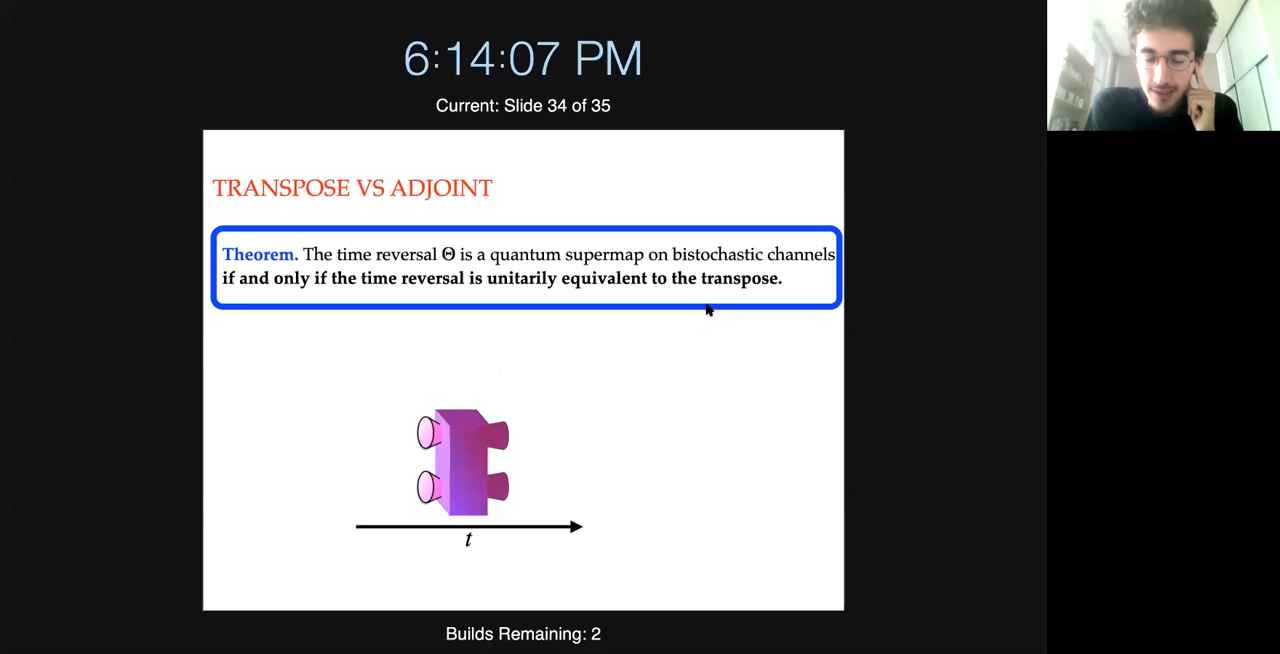 6:14:07 PM
Current: Slide 34 of 35
TRANSPOSE VS ADJOINT
Theorem. The time reversal Θ is a quantum supermap on bistochastic channels
if and only if the time reversal is unitarily equivalent to the transpose.
t
Builds Remaining: 2